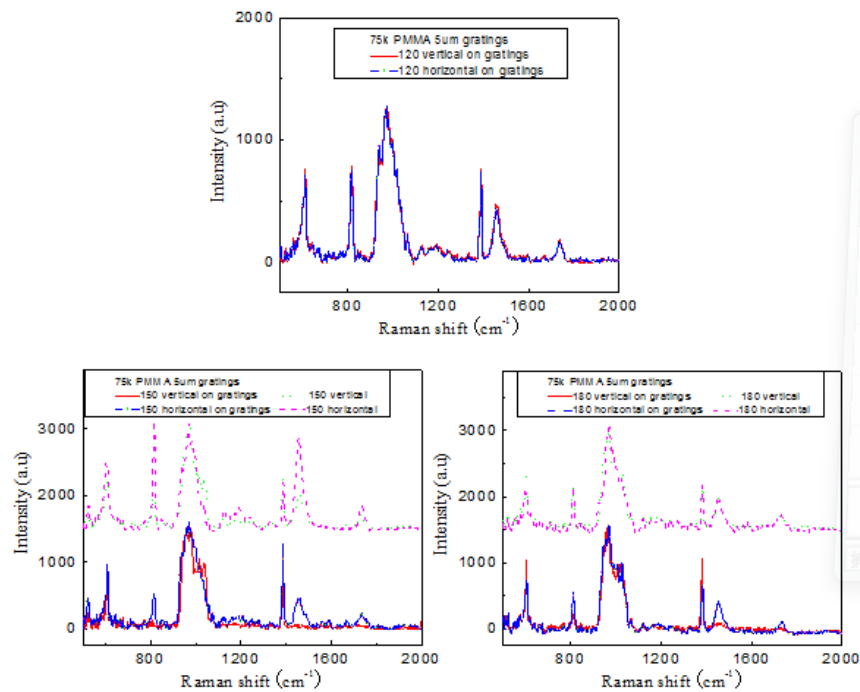 2000
75k PMMA 5um gratings
120 vertical on gratings
120 horizontal on gratings
Intensity (a.u)
1000
0
800 1200 1600 2000
Raman shift (cm⁻¹)
75k PMMA 5um gratings
150 vertical on gratings 150 vertical
150 horizontal on gratings 150 horizontal
Intensity (a.u)
3000
2000
1000
0
800 1200 1600 2000
Raman shift (cm⁻¹)
75k PMMA 5um gratings
180 vertical on gratings 180 vertical
180 horizontal on gratings 180 horizontal
Intensity (a.u)
3000
2000
1000
0
800 1200 1600 2000
Raman shift (cm⁻¹)